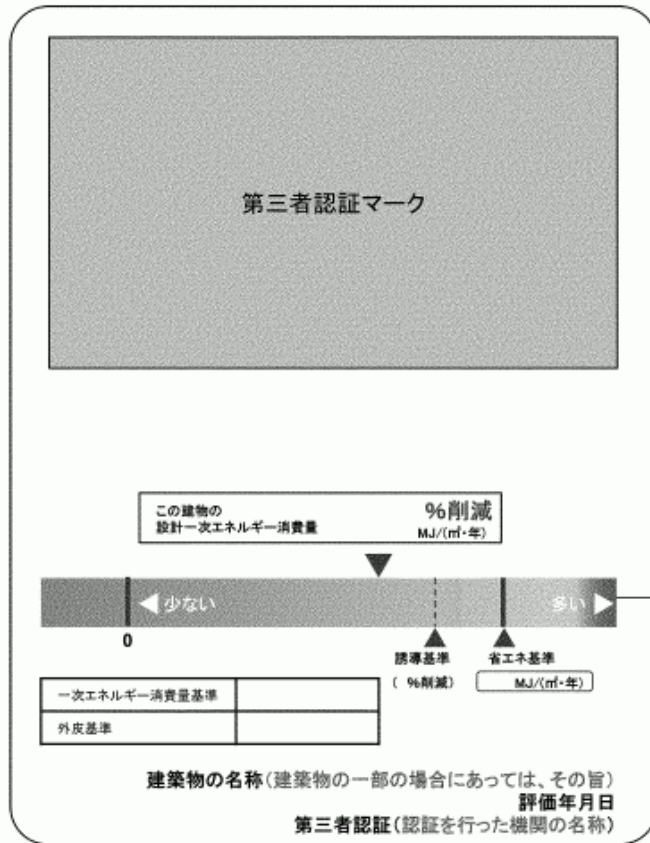 第三者認証マーク
この建物の
設計一次エネルギー消費量
%削減
MJ/(㎡・年)
少ない
多い
0
誘導基準
( %削減)
省エネ基準
MJ/(㎡・年)
一次エネルギー消費量基準
外皮基準
建築物の名称(建築物の一部の場合にあっては、その旨)
評価年月日
第三者認証(認証を行った機関の名称)